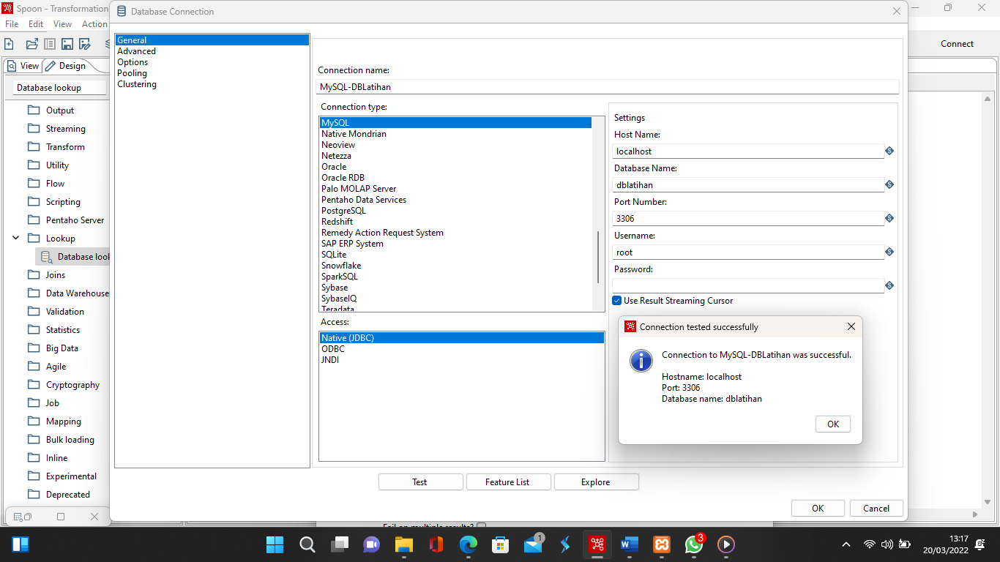 Spoon - Transformation
Database Connection
File Edit View Action
Connect
View Design
Database lookup
Output
Streaming
Transform
Utility
Flow
Scripting
Pentaho Server
Lookup
Database look
Joins
Data Warehouse
Validation
Statistics
Big Data
Agile
Cryptography
Job
Mapping
Bulk loading
Inline
Experimental
Deprecated
General
Advanced
Options
Pooling
Clustering
Connection name:
MySQL-DBLatihan
Connection type:
MySQL
Native Mondrian
Neoview
Netezza
Oracle
Oracle RDB
Palo MOLAP Server
Pentaho Data Services
PostgreSQL
Redshift
Remedy Action Request System
SAP ERP System
SQLite
Snowflake
SparkSQL
Sybase
SybaseIQ
Teradata
Access:
Native (JDBC)
ODBC
JNDI
Settings
Host Name:
localhost
Database Name:
dblatihan
Port Number:
3306
Username:
root
Password:
Use Result Streaming Cursor
Connection tested successfully
Connection to MySQL-DBLatihan was successful.
Hostname: localhost
Port: 3306
Database name: dblatihan
OK
Test Feature List Explore
OK Cancel
Fail on multiple results?
1
3
13:17
20/03/2022